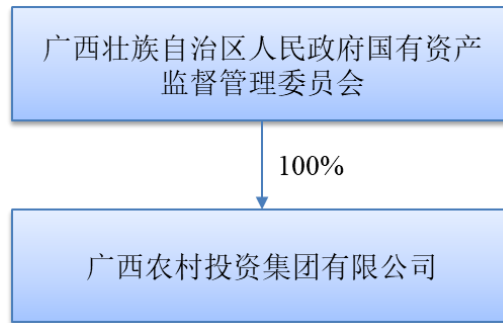 广西壮族自治区人民政府国有资产
监督管理委员会
100%
广西农村投资集团有限公司